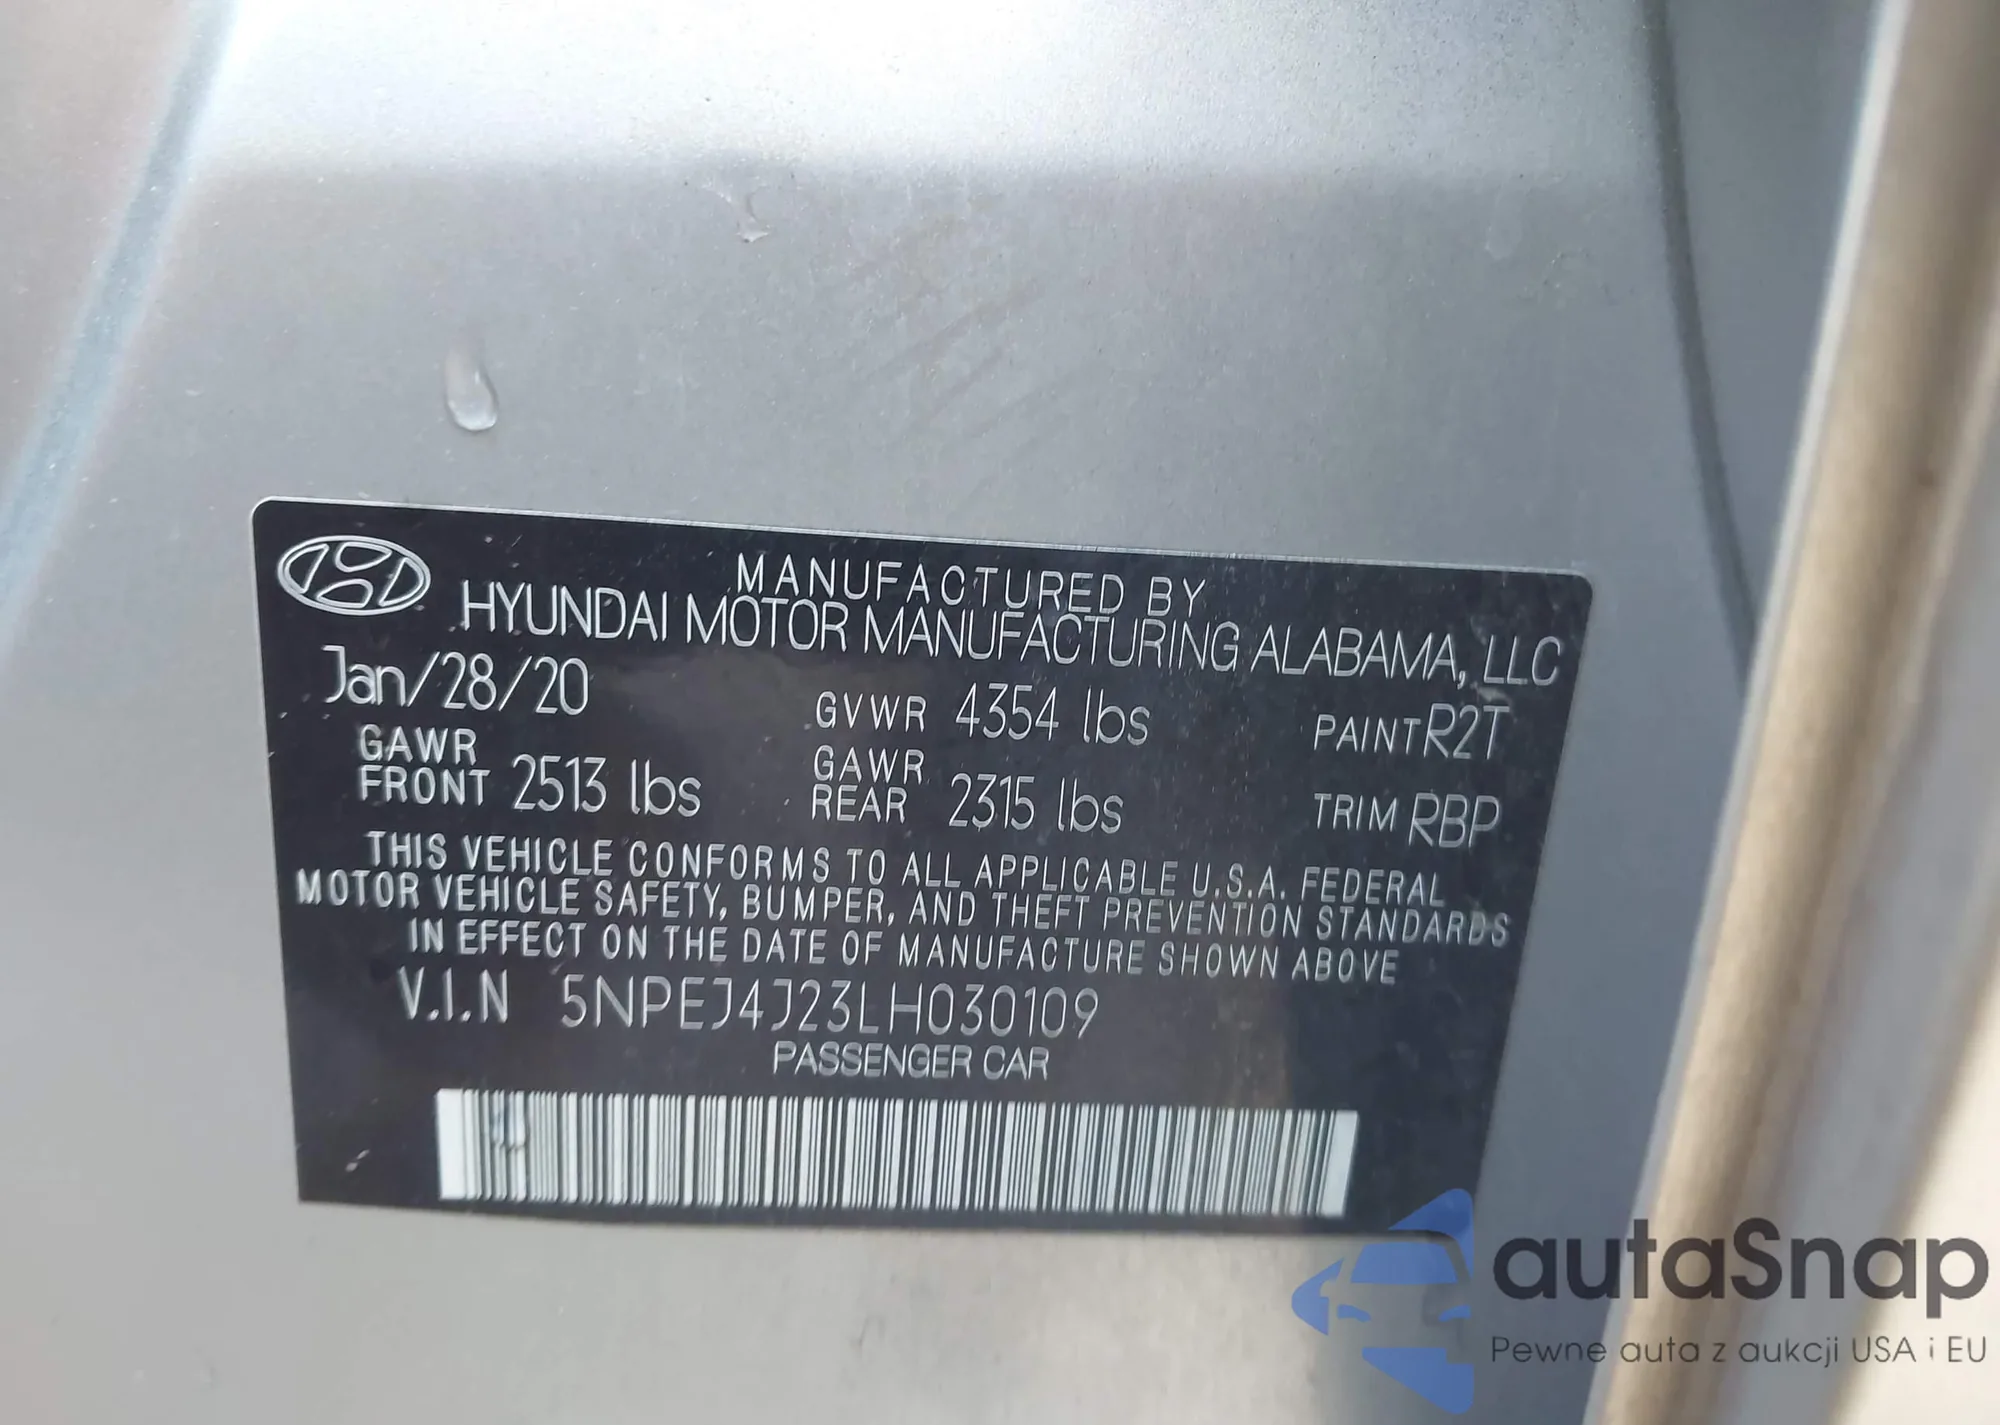 MANUFACTURED BY
HYUNDAI MOTOR MANUFACTURING ALABAMA, LLC
Jan/28/20 GVWR 4354 lbs PAINT R2T
GAWR FRONT 2513 lbs GAWR REAR 2315 lbs TRIM RBP
THIS VEHICLE CONFORMS TO ALL APPLICABLE U.S.A. FEDERAL
MOTOR VEHICLE SAFETY, BUMPER, AND THEFT PREVENTION STANDARDS
IN EFFECT ON THE DATE OF MANUFACTURE SHOWN ABOVE
V.I.N 5NPEJ4J23LH030109
PASSENGER CAR
autaSnap
Pewne auta z aukcji USA i EU